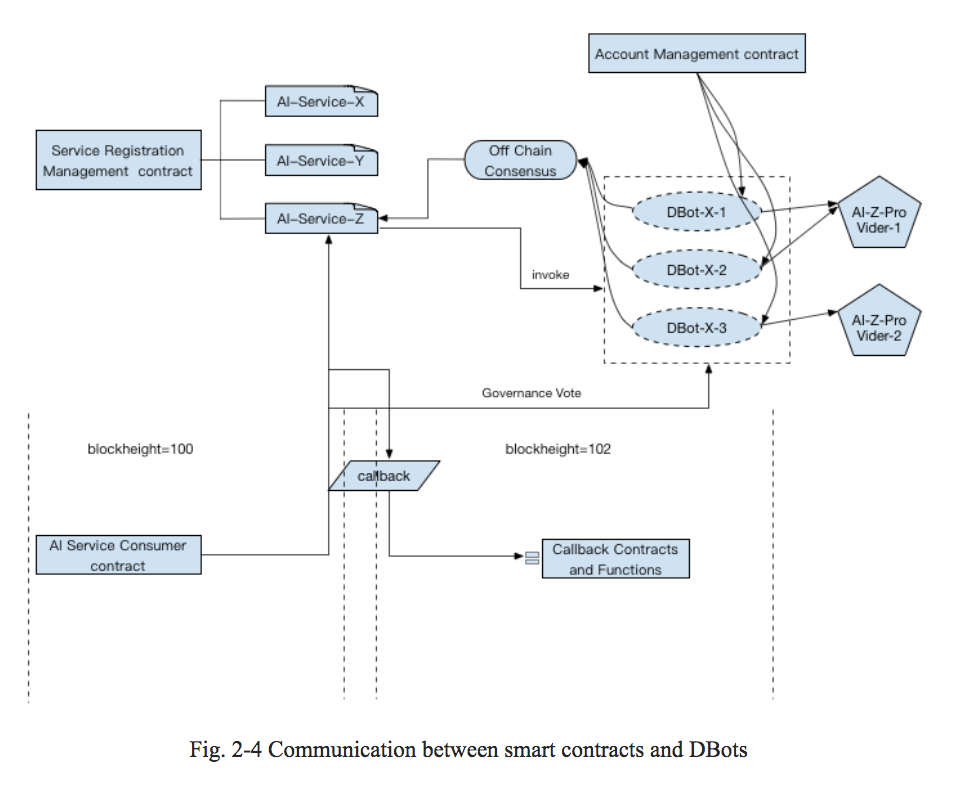 Account Management contract
AI-Service-X
Service Registration
Management contract
AI-Service-Y
Off Chain
Consensus
AI-Service-Z
DBot-X-1
AI-Z-Pro
Vider-1
invoke
DBot-X-2
DBot-X-3
AI-Z-Pro
Vider-2
Governance Vote
blockheight=100
blockheight=102
callback
AI Service Consumer
contract
Callback Contracts
and Functions
Fig. 2-4 Communication between smart contracts and DBots